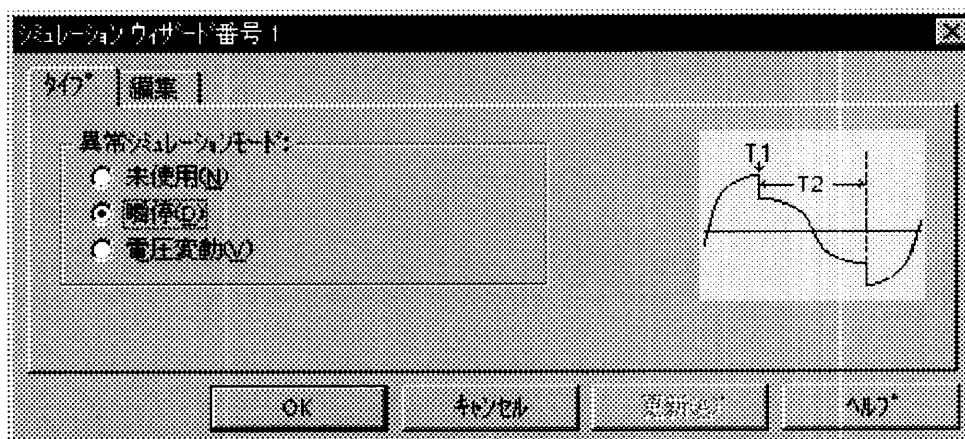 シミュレーション ウィザード番号 1
タイプ 編集
異常シミュレーションモード:
未使用(N)
瞬停(D)
電圧変動(V)
T1
T2
OK キャンセル 更新(A) ヘルプ